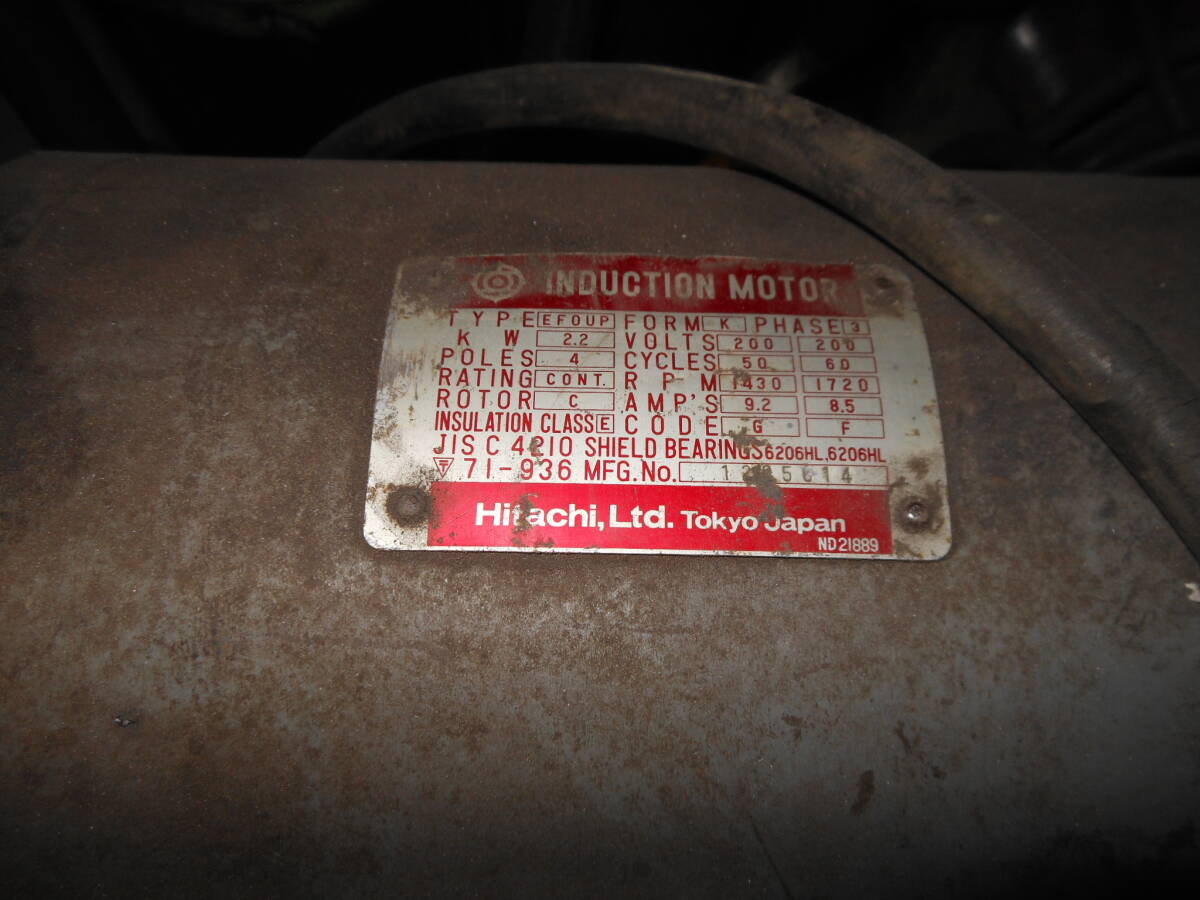 INDUCTION MOTOR
TYPE EFOUP FORM K PHASE 3
KW 2.2 VOLTS 200 200
POLES 4 CYCLES 50 60
RATING CONT. RPM 1430 1720
ROTOR C AMP'S 9.2 8.5
INSULATION CLASS E CODE G F
JIS C 4210 SHIELD BEARINGS 6206HL, 6206HL
〒 71-936 MFG.No.
Hitachi, Ltd. Tokyo Japan
ND21889